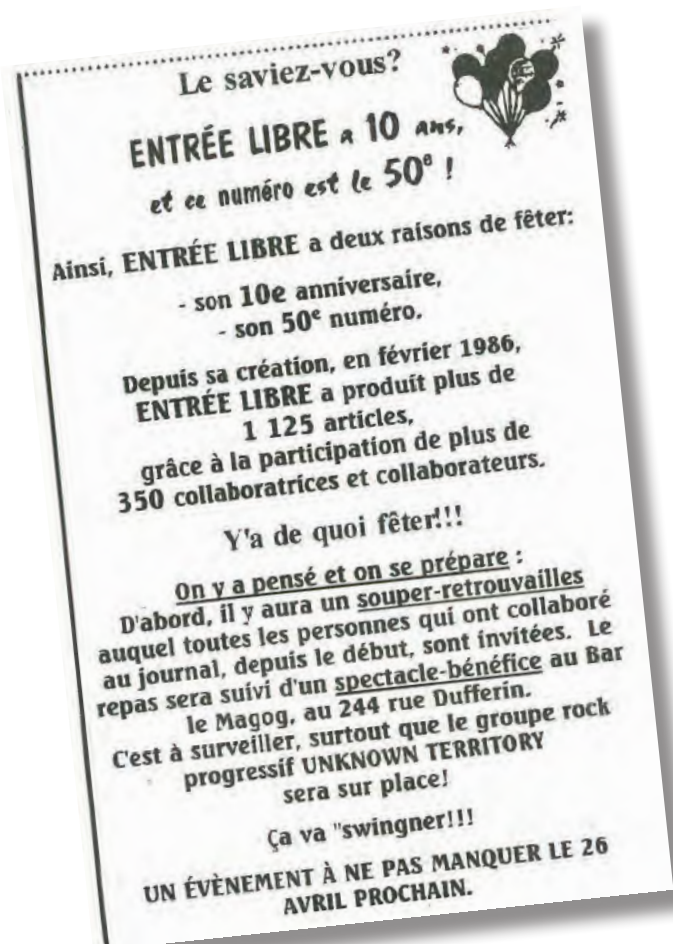 Le saviez-vous?
ENTRÉE LIBRE a 10 ans,
et ce numéro est le 50e !
Ainsi, ENTRÉE LIBRE a deux raisons de fêter:
- son 10e anniversaire,
- son 50e numéro.
Depuis sa création, en février 1986,
ENTRÉE LIBRE a produit plus de
1 125 articles,
grâce à la participation de plus de
350 collaboratrices et collaborateurs.
Y'a de quoi fêter!!!
On y a pensé et on se prépare :
D'abord, il y aura un souper-retrouvailles
auquel toutes les personnes qui ont collaboré
au journal, depuis le début, sont invitées. Le
repas sera suivi d'un spectacle-bénéfice au Bar
le Magog, au 244 rue Dufferin.
C'est à surveiller, surtout que le groupe rock
progressif UNKNOWN TERRITORY
sera sur place!
Ça va "swingner!!!
UN ÉVÈNEMENT À NE PAS MANQUER LE 26
AVRIL PROCHAIN.